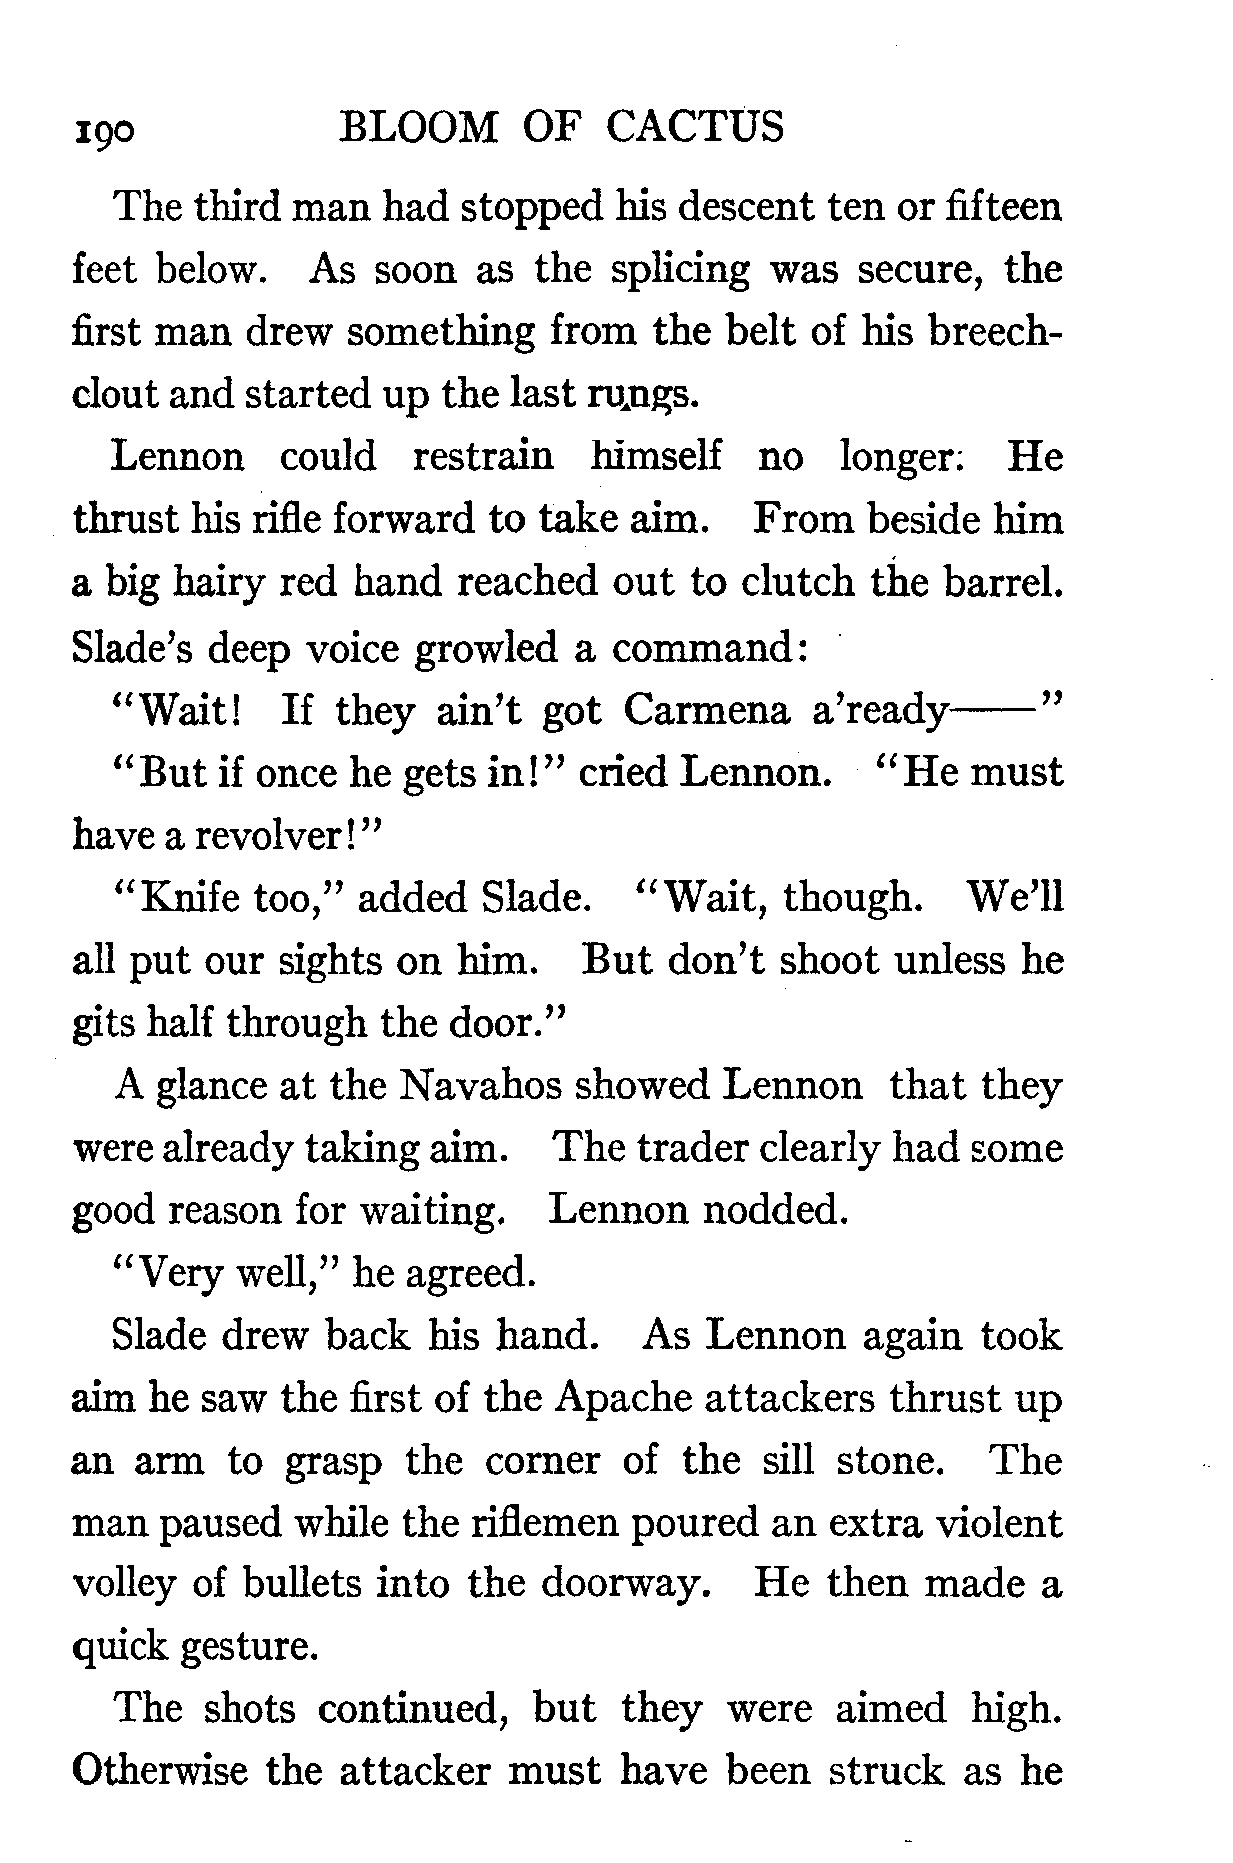 190 BLOOM OF CACTUS
The third man had stopped his descent ten or fifteen
feet below. As soon as the splicing was secure, the
first man drew something from the belt of his breech-
clout and started up the last rungs.
Lennon could restrain himself no longer. He
thrust his rifle forward to take aim. From beside him
a big hairy red hand reached out to clutch the barrel.
Slade's deep voice growled a command:
"Wait! If they ain't got Carmena a'ready——"
"But if once he gets in!" cried Lennon. "He must
have a revolver!"
"Knife too," added Slade. "Wait, though. We'll
all put our sights on him. But don't shoot unless he
gits half through the door."
A glance at the Navahos showed Lennon that they
were already taking aim. The trader clearly had some
good reason for waiting. Lennon nodded.
"Very well," he agreed.
Slade drew back his hand. As Lennon again took
aim he saw the first of the Apache attackers thrust up
an arm to grasp the corner of the sill stone. The
man paused while the riflemen poured an extra violent
volley of bullets into the doorway. He then made a
quick gesture.
The shots continued, but they were aimed high.
Otherwise the attacker must have been struck as he